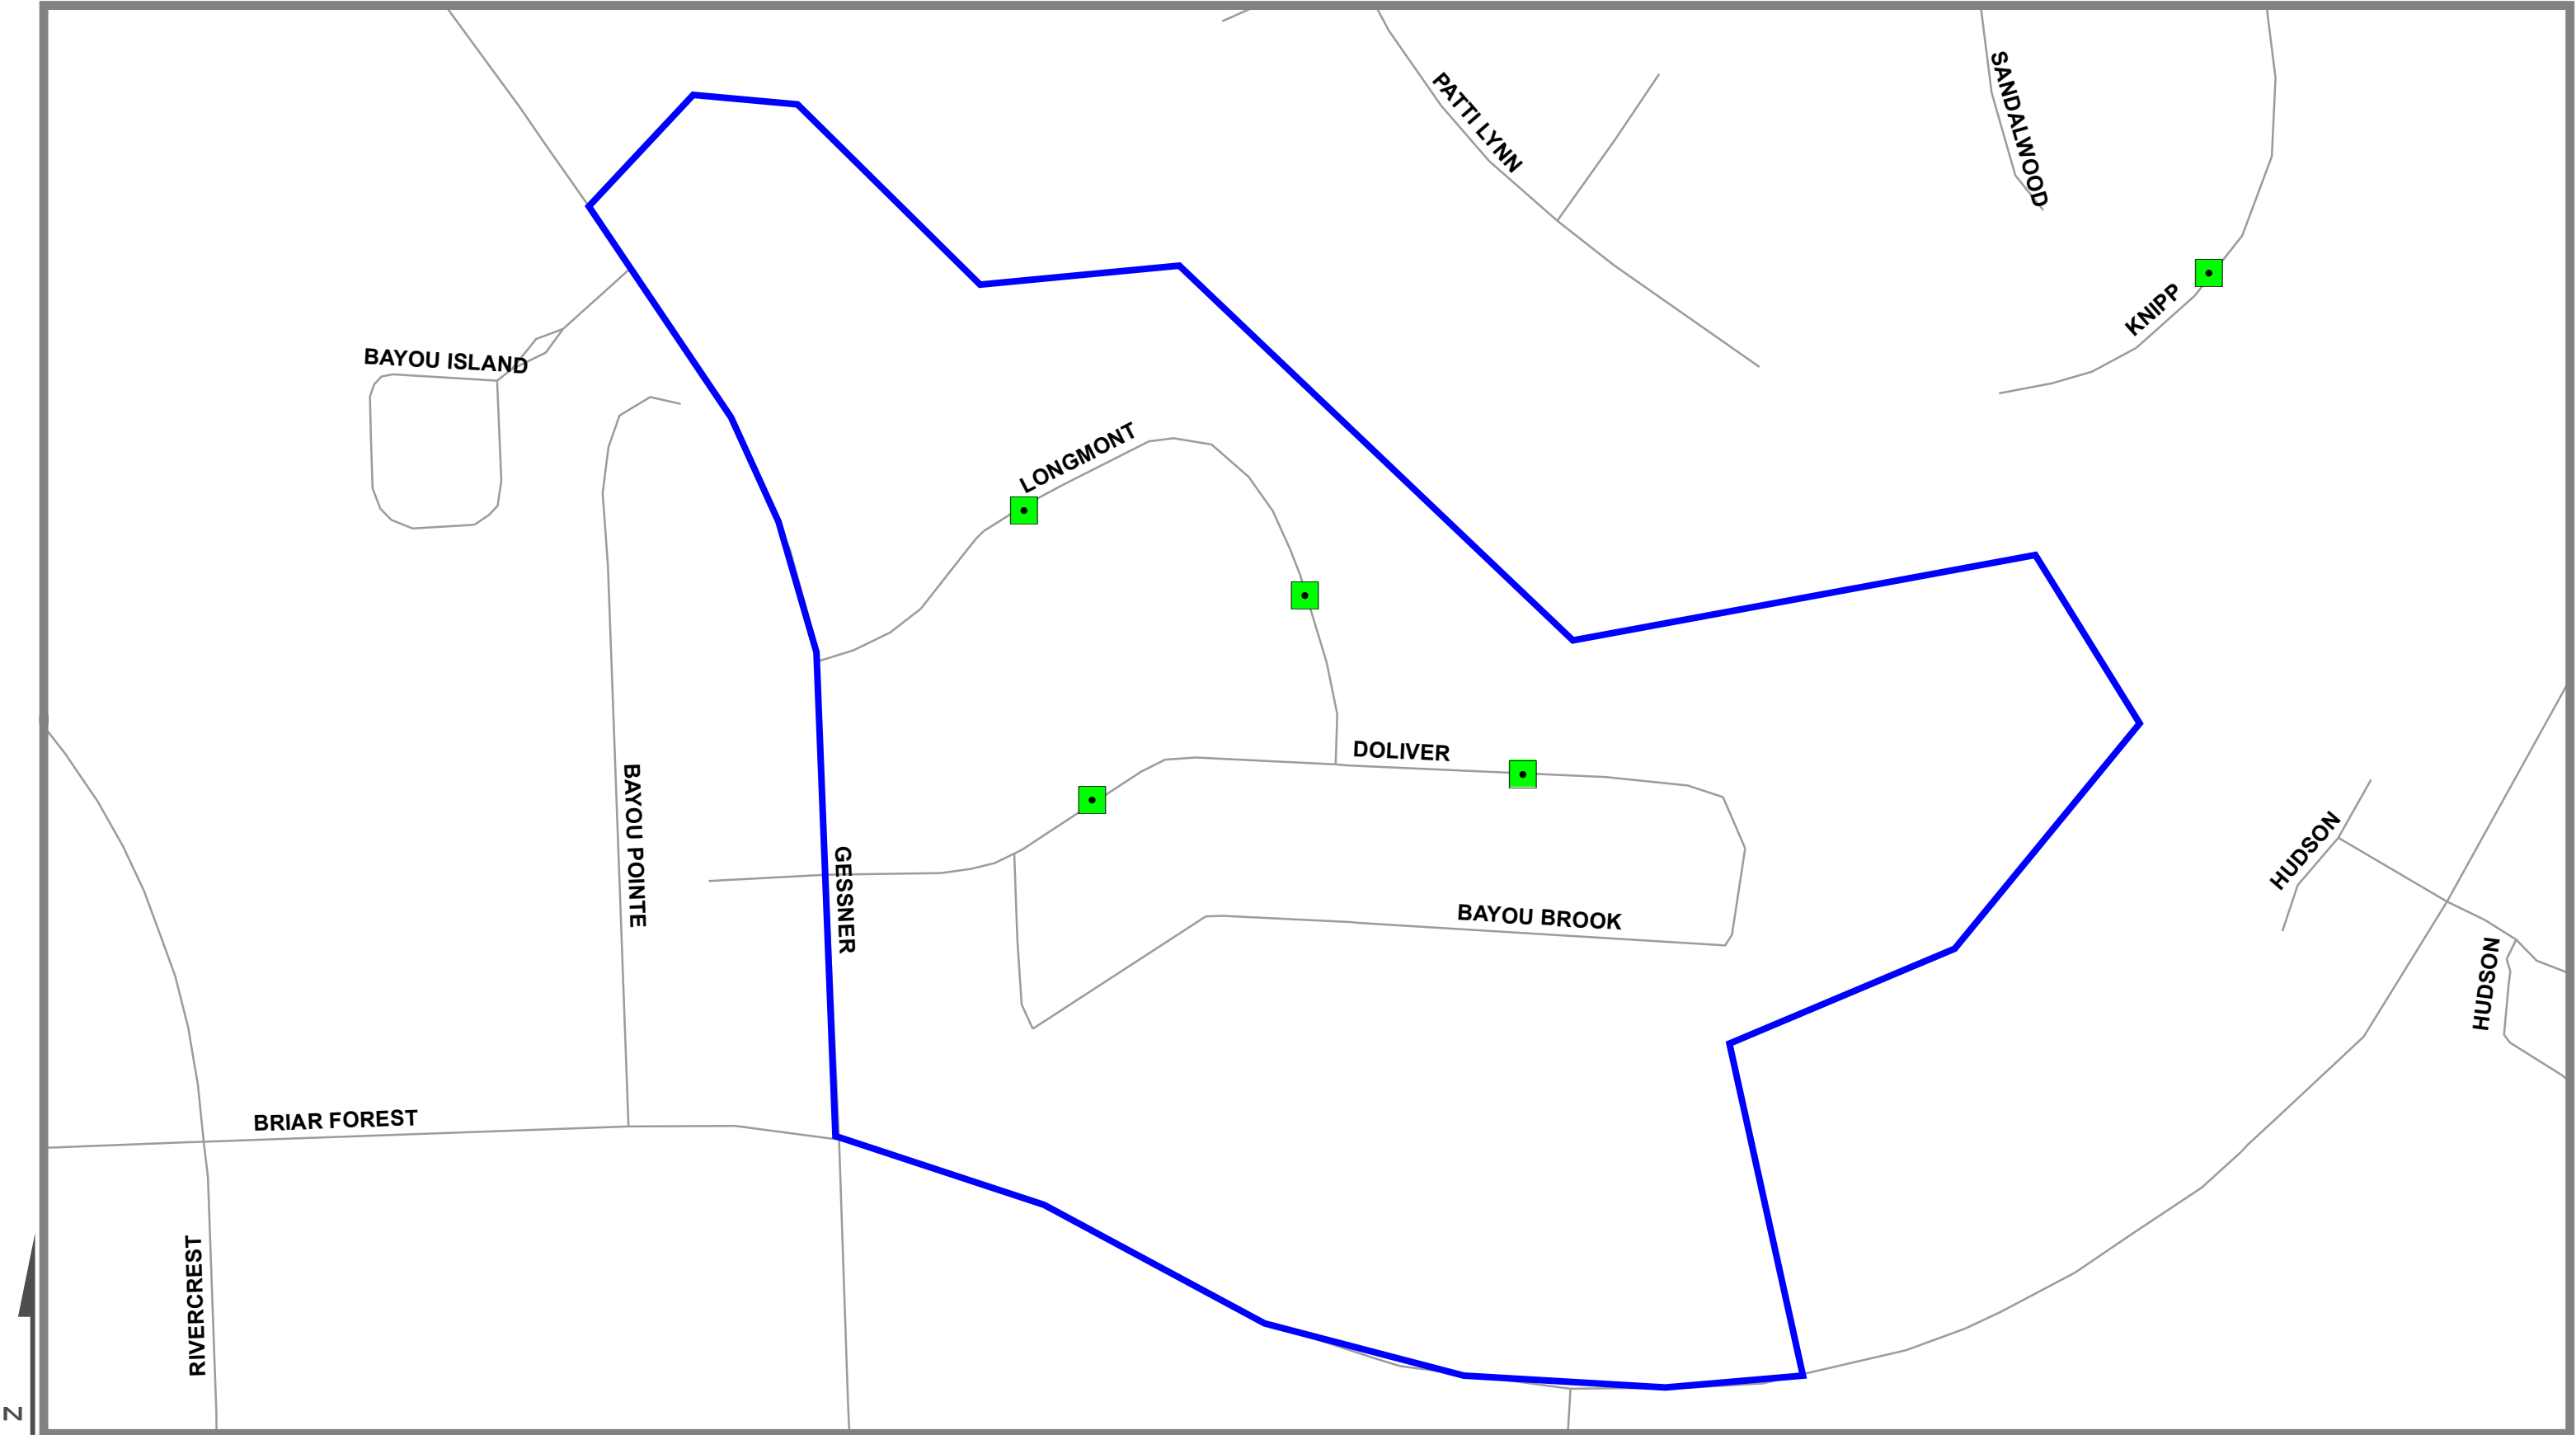 PATTI LYNN
SANDALWOOD
KNIPP
BAYOU ISLAND
LONGMONT
DOLIVER
BAYOU POINTE
GESSNER
BAYOU BROOK
HUDSON
HUDSON
BRIAR FOREST
RIVERCREST
N